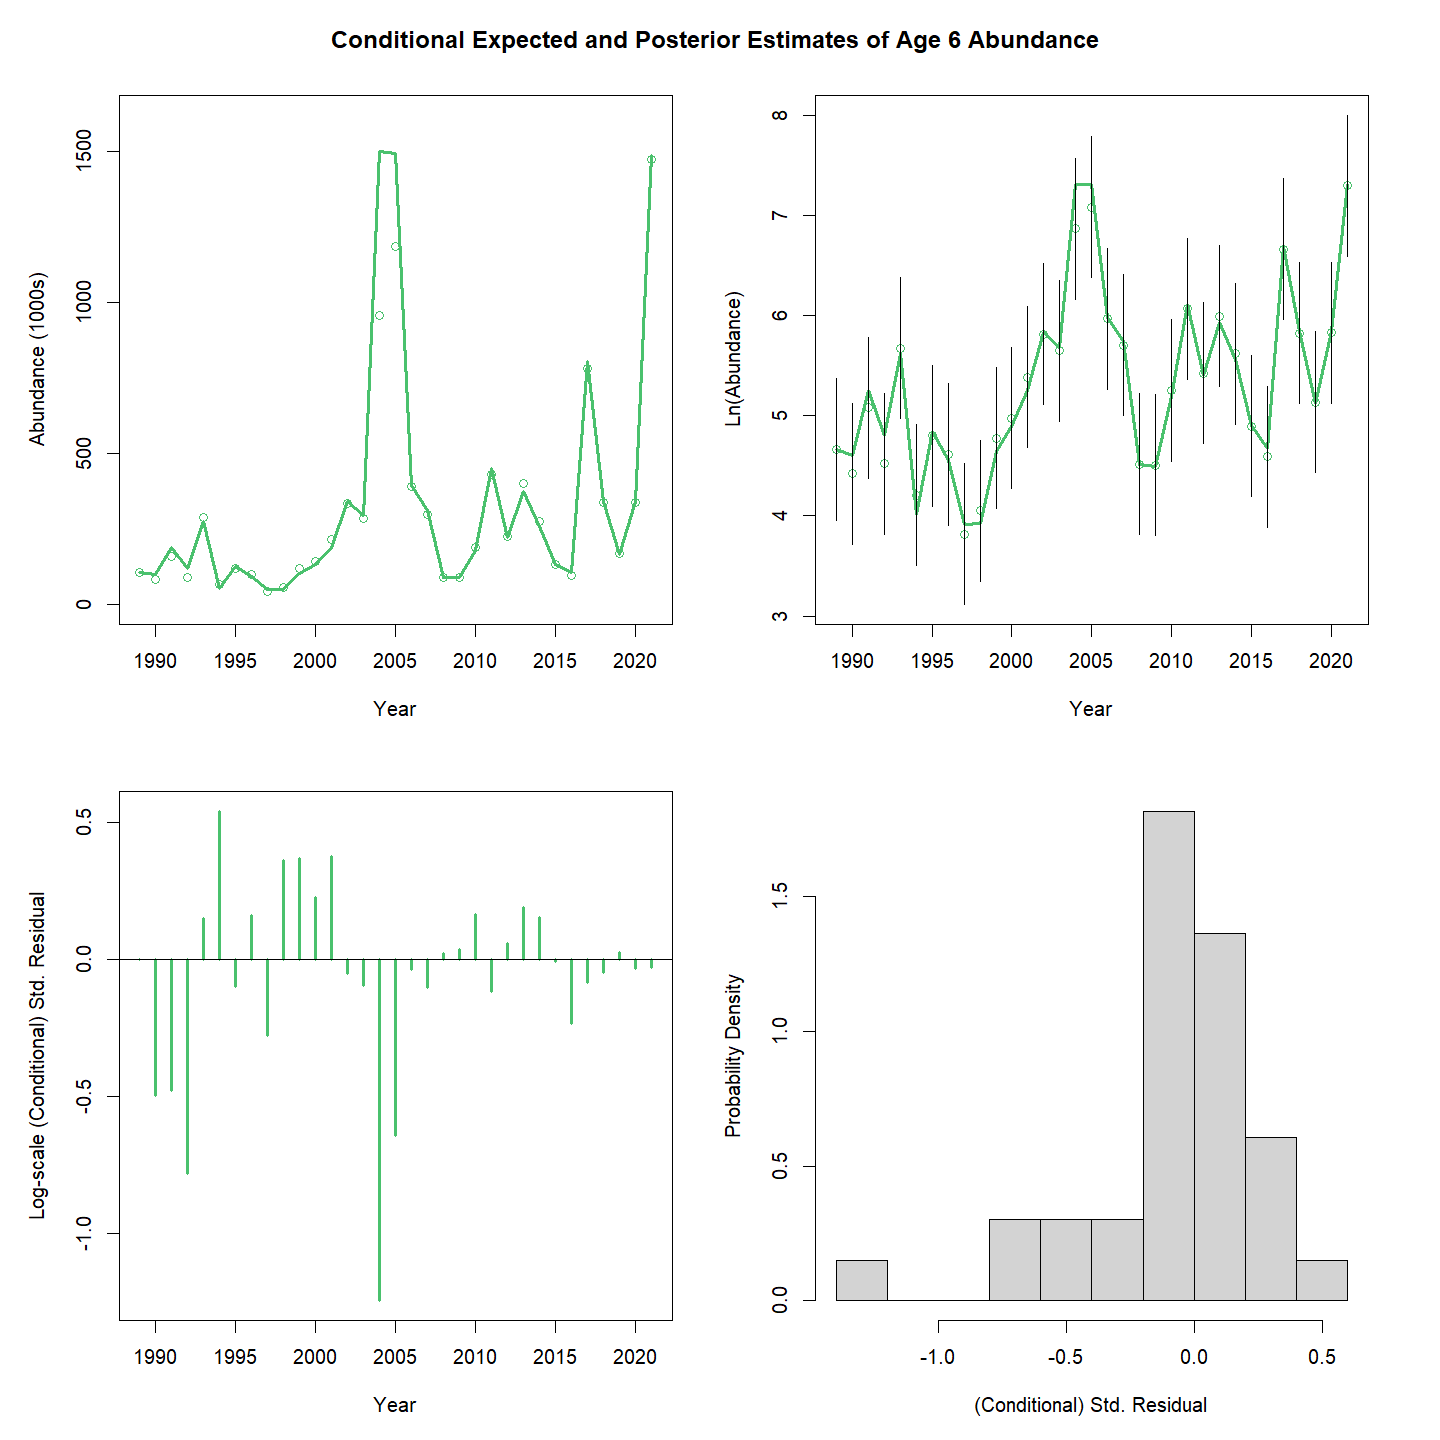 Conditional Expected and Posterior Estimates of Age 6 Abundance
Abundance (1000s)
1500
1000
500
0
1990 1995 2000 2005 2010 2015 2020
Year
Ln(Abundance)
8
7
6
5
4
3
1990 1995 2000 2005 2010 2015 2020
Year
Log-scale (Conditional) Std. Residual
0.5
0.0
-0.5
-1.0
1990 1995 2000 2005 2010 2015 2020
Year
Probability Density
1.5
1.0
0.5
0.0
-1.0 -0.5 0.0 0.5
(Conditional) Std. Residual